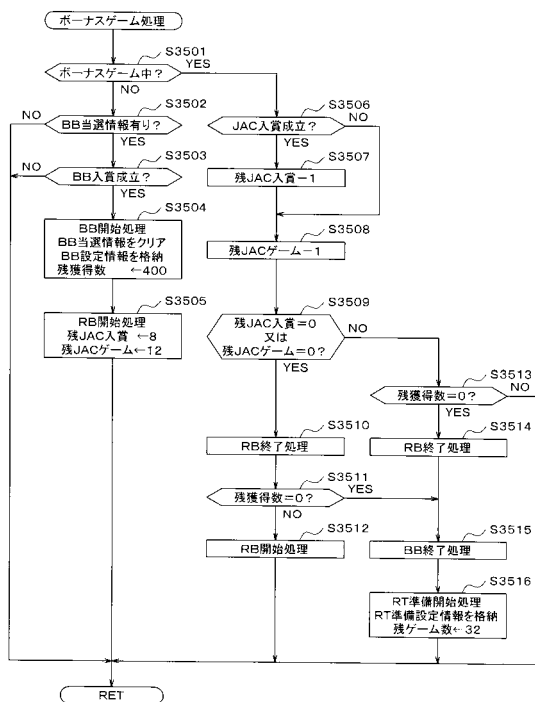 ボーナスゲーム処理
S3501
ボーナスゲーム中?
YES
NO
S3502
NO
BB当選情報有り?
YES
S3503
NO
BB入賞成立?
YES
S3504
BB開始処理
BB当選情報をクリア
BB設定情報を格納
残獲得数 ←400
S3505
RB開始処理
残JAC入賞 ←8
残JACゲーム←12
S3506
JAC入賞成立?
NO
YES
S3507
残JAC入賞-1
S3508
残JACゲーム-1
S3509
残JAC入賞=0
又は
残JACゲーム=0?
NO
YES
S3513
残獲得数=0?
NO
YES
S3510
RB終了処理
S3514
RB終了処理
S3511
残獲得数=0?
YES
NO
S3512
RB開始処理
S3515
BB終了処理
S3516
RT準備開始処理
RT準備設定情報を格納
残ゲーム数←32
RET